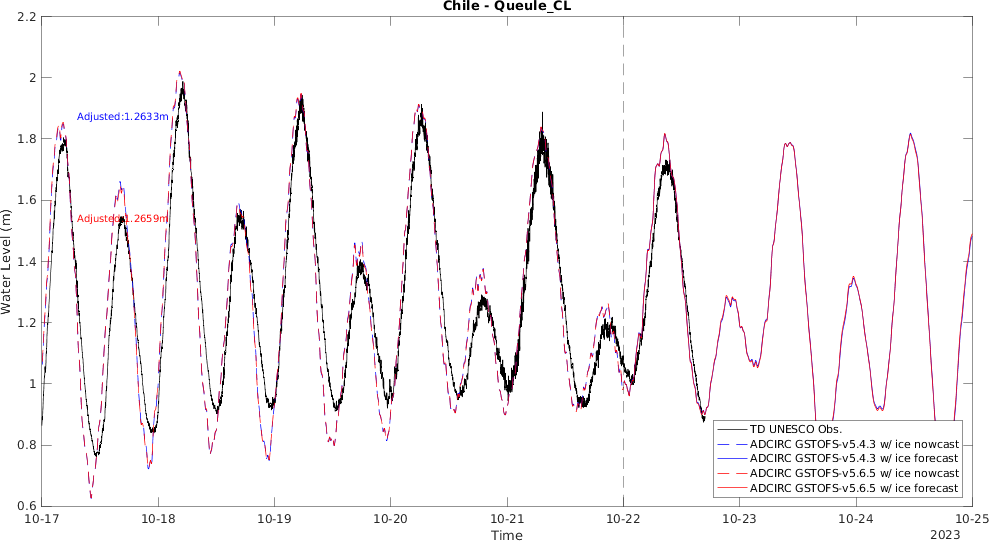 Chile - Queule_CL
2.2
2
1.8
1.6
1.4
1.2
1
0.8
0.6
Water Level (m)
Adjusted:1.2633m
Adjusted:1.2659m
TD UNESCO Obs.
ADCIRC GSTOFS-v5.4.3 w/ ice nowcast
ADCIRC GSTOFS-v5.4.3 w/ ice forecast
ADCIRC GSTOFS-v5.6.5 w/ ice nowcast
ADCIRC GSTOFS-v5.6.5 w/ ice forecast
10-17 10-18 10-19 10-20 10-21 10-22 10-23 10-24 10-25
Time
2023